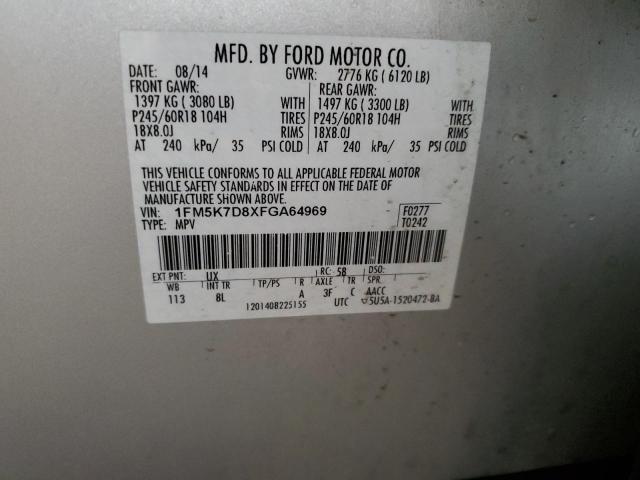 MFD. BY FORD MOTOR CO.
DATE: 08/14 GVWR: 2776 KG ( 6120 LB)
FRONT GAWR: REAR GAWR:
1397 KG ( 3080 LB) WITH 1497 KG ( 3300 LB) WITH
P245/60R18 104H TIRES P245/60R18 104H TIRES
18X8.0J RIMS 18X8.0J RIMS
AT 240 kPa/ 35 PSI COLD AT 240 kPa/ 35 PSI COLD
THIS VEHICLE CONFORMS TO ALL APPLICABLE FEDERAL MOTOR
VEHICLE SAFETY STANDARDS IN EFFECT ON THE DATE OF
MANUFACTURE SHOWN ABOVE.
VIN: 1FM5K7D8XFGA64969 F0277
TYPE: MPV T0242
EXT PNT: UX RC: 58 DSO:
WB INT TR TP/PS R AXLE TR SPR
113 8L A 3F C AACC
1201408225155 UTC 5U5A-1520472-BA